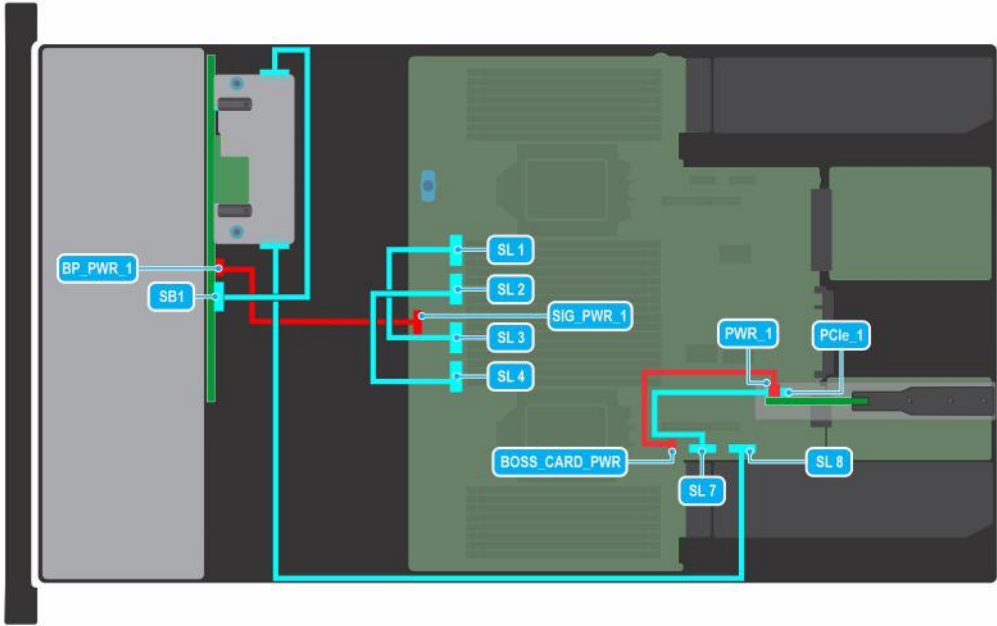 SL 1
BP_PWR_1
SL 2
SB1
SIG_PWR_1
SL 3
PWR_1
PCIe_1
SL 4
BOSS_CARD_PWR
SL 8
SL 7